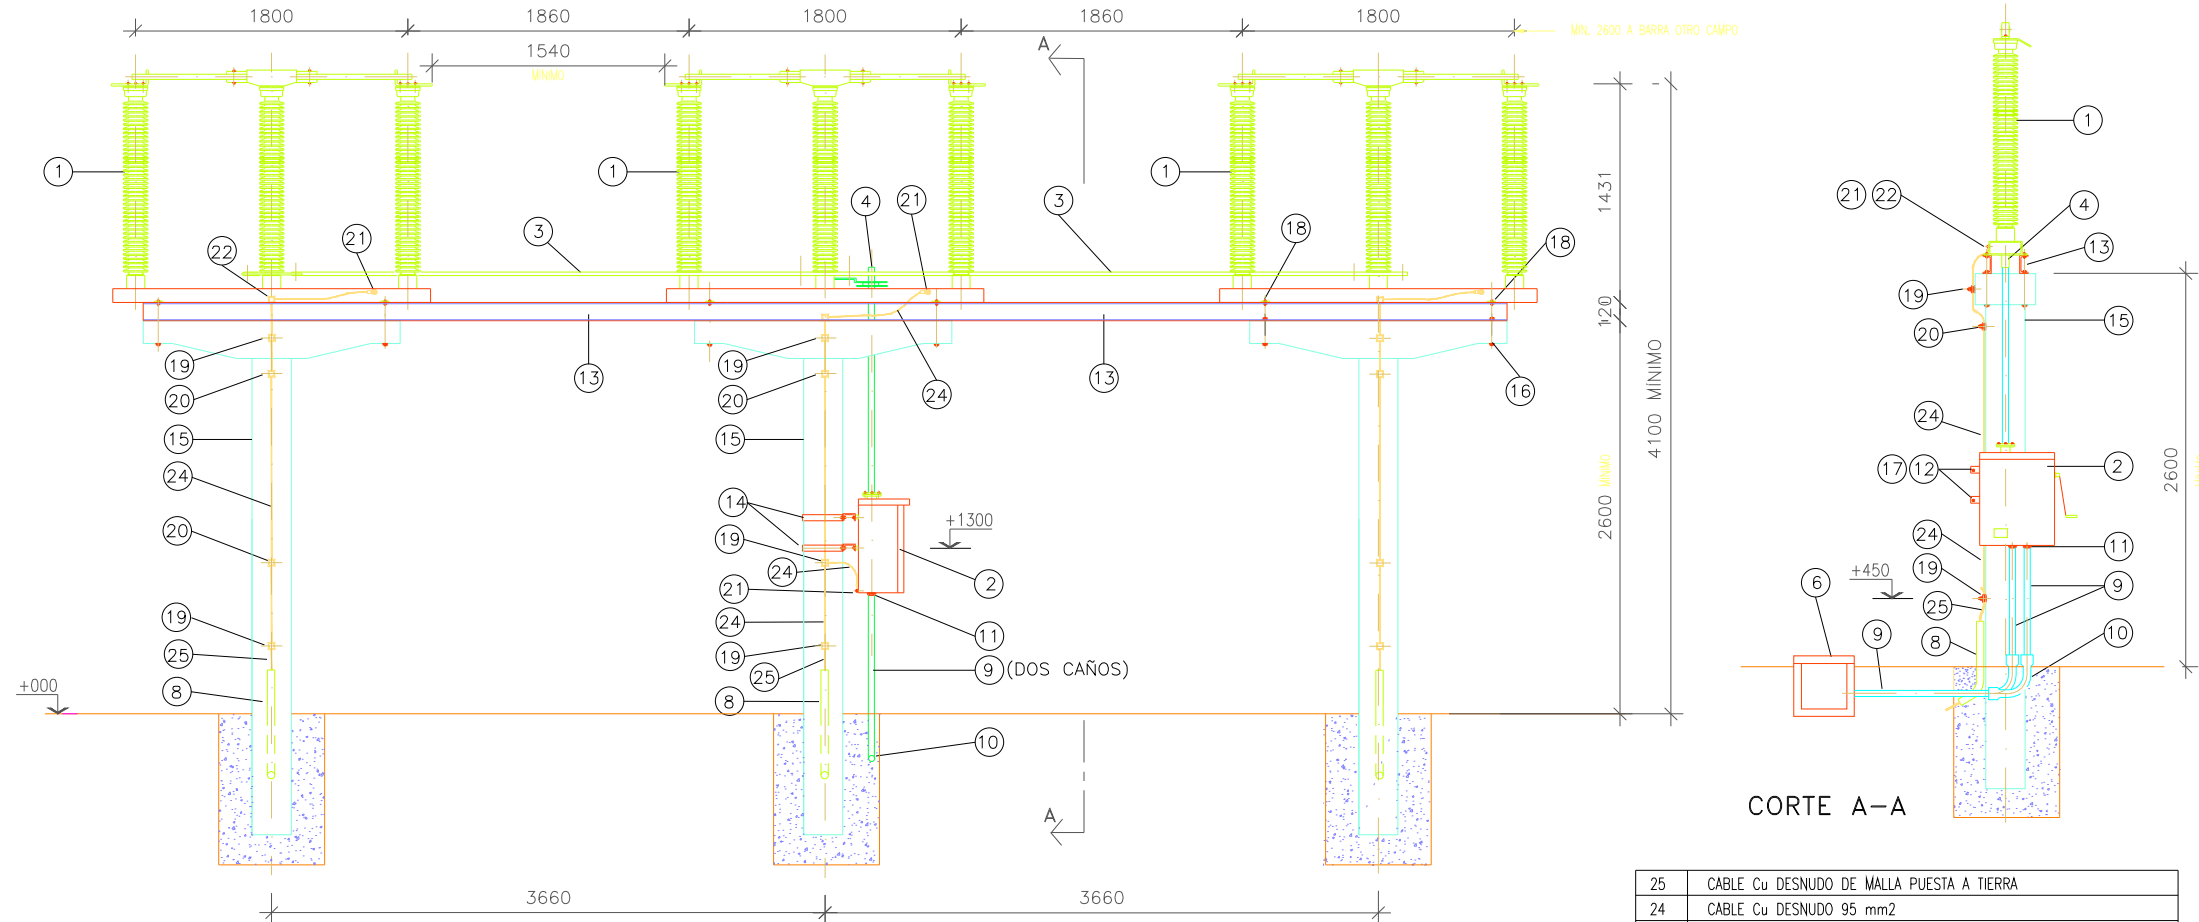 1800 1860 1800 1860 1800
MIN. 2600 A BARRA OTRO CAMPO
1540
MINIMO
A
1 1 1 1
1431
4 21 3 18
21 22 4
3 22 21 18
13
19
120
20 15
19 19
20 13 20 24 13 16
4100 MÍNIMO
15 15
24
24
17 12 2
2600 MINIMO
2600
14
+1300
20 19
24
24 11
2
21
+450
19
6 9
25
19 24 11
9 8 10
25 19
9 (DOS CAÑOS)
25
+000
8 8
10
A
CORTE A-A
3660 3660
25 CABLE Cu DESNUDO DE MALLA PUESTA A TIERRA
24 CABLE Cu DESNUDO 95 mm2